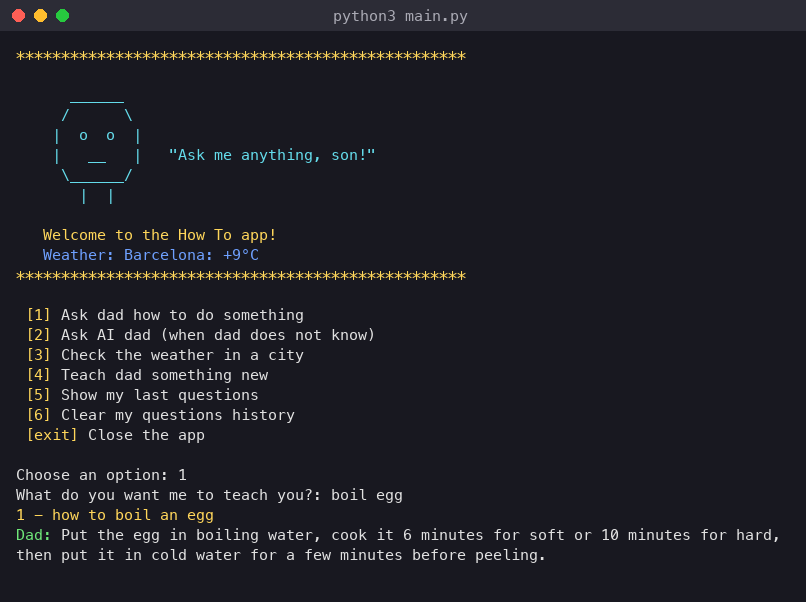 python3 main.py
**************************************************
______
/      \
|  o  o  |
|   __   |   "Ask me anything, son!"
\______/
|  |
Welcome to the How To app!
Weather: Barcelona: +9°C
**************************************************
[1] Ask dad how to do something
[2] Ask AI dad (when dad does not know)
[3] Check the weather in a city
[4] Teach dad something new
[5] Show my last questions
[6] Clear my questions history
[exit] Close the app
Choose an option: 1
What do you want me to teach you?: boil egg
1 – how to boil an egg
Dad: Put the egg in boiling water, cook it 6 minutes for soft or 10 minutes for hard,
then put it in cold water for a few minutes before peeling.